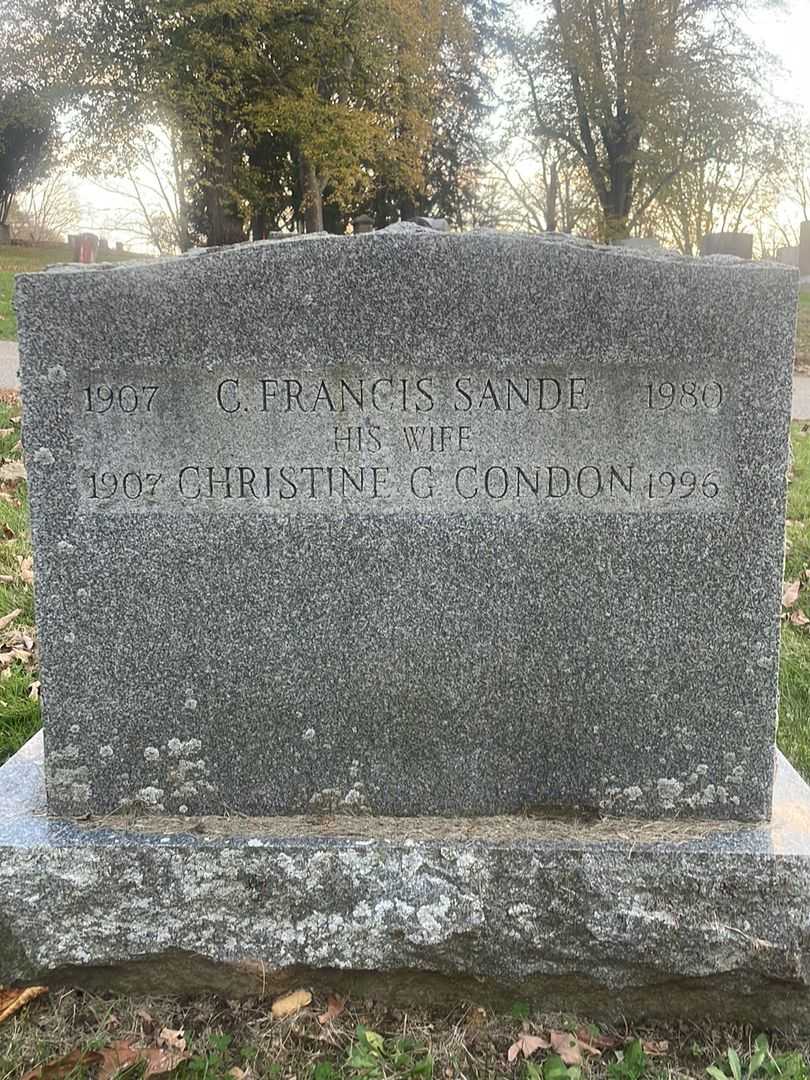 1907 C. FRANCIS SANDE 1980
HIS WIFE
1907 CHRISTINE G. CONDON 1996